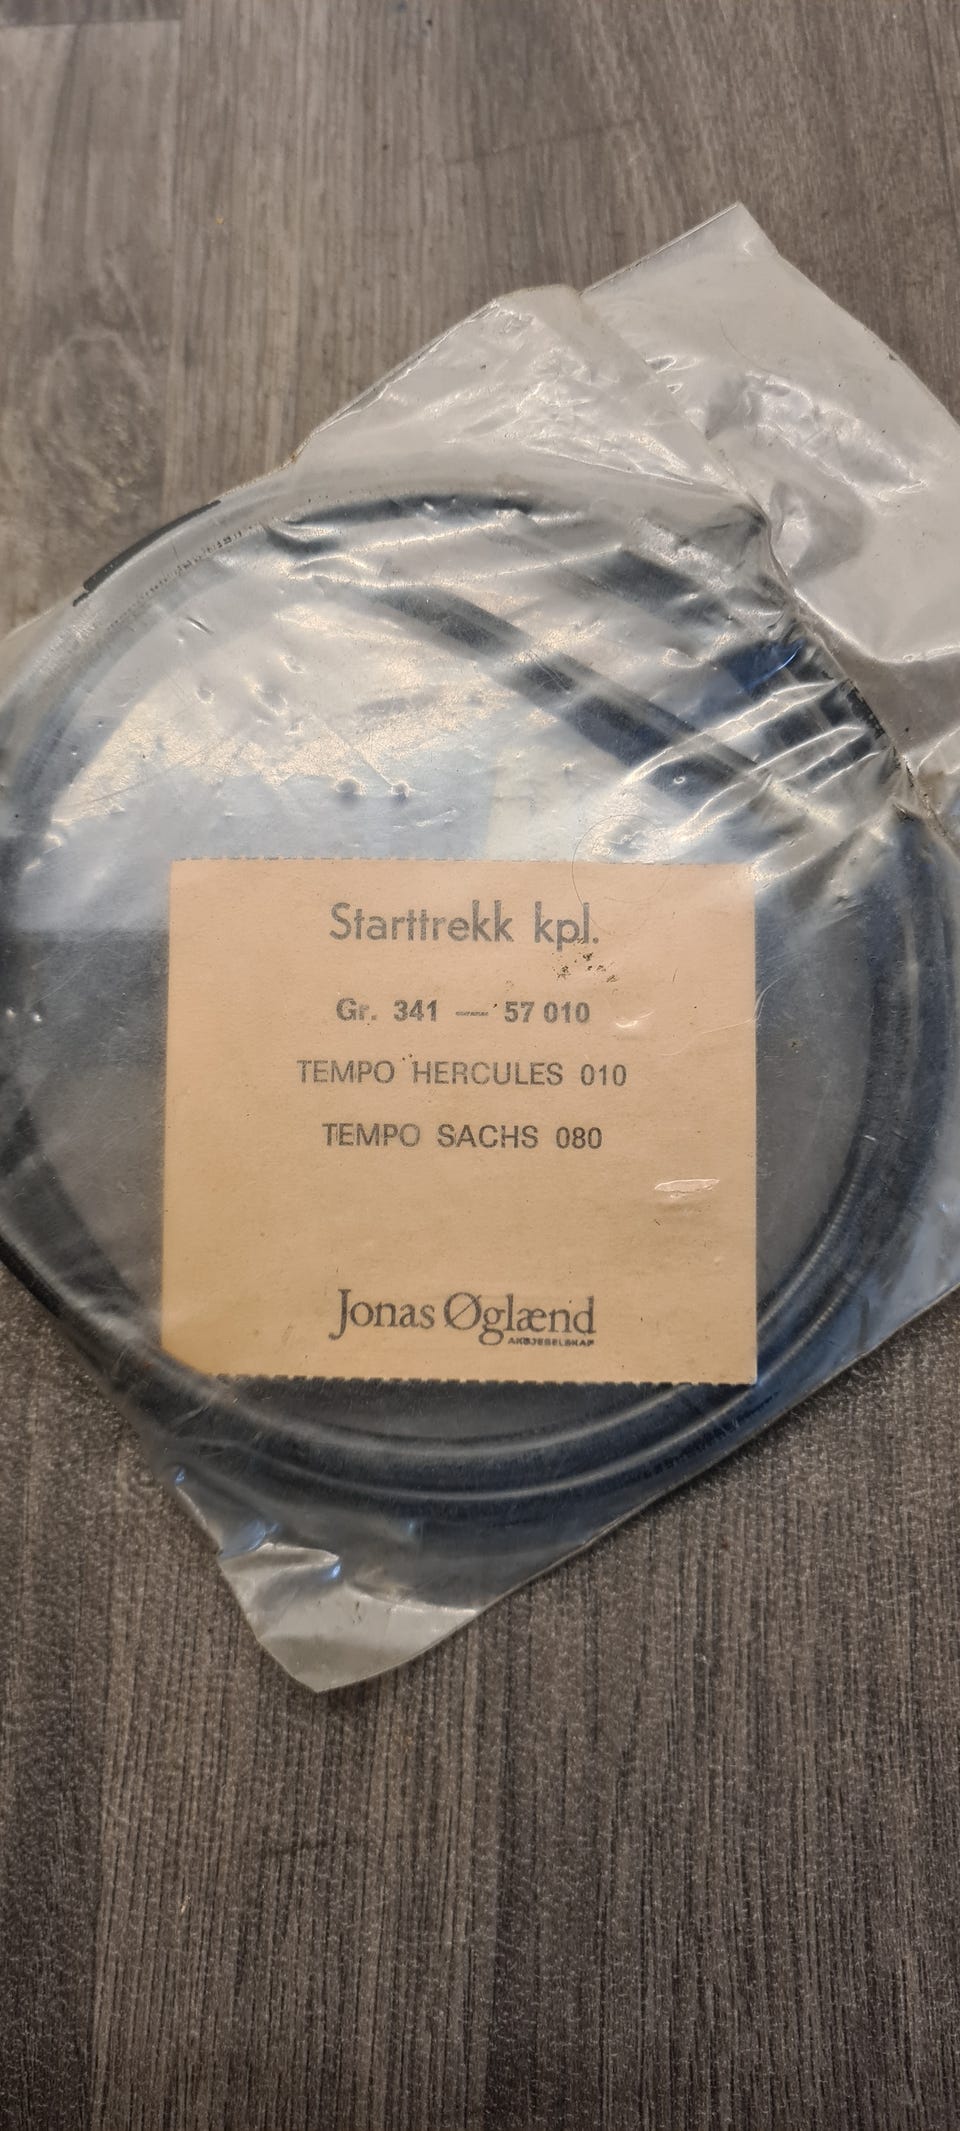 Starttrekk kpl.
Gr. 341 — 57 010
TEMPO HERCULES 010
TEMPO SACHS 080
Jonas Øglænd
AKSJESELSKAP